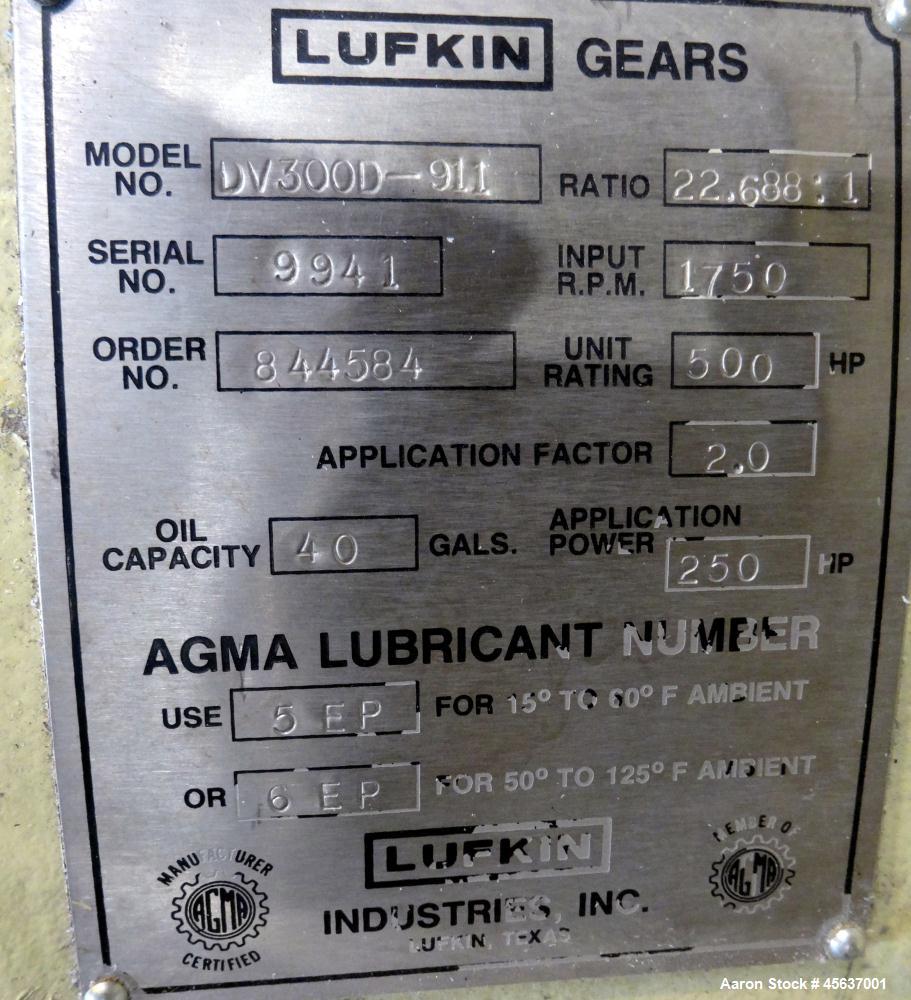 LUFKIN GEARS
MODEL NO. DV300D-911 RATIO 22.688:1
SERIAL NO. 9941 INPUT R.P.M. 1750
ORDER NO. 844584 UNIT RATING 500 HP
APPLICATION FACTOR 2.0
OIL CAPACITY 40 GALS. APPLICATION POWER 250 HP
AGMA LUBRICANT NUMBER
USE 5 EP FOR 15° TO 60° F AMBIENT
OR 6 EP FOR 50° TO 125° F AMBIENT
MANUFACTURER AGMA CERTIFIED
LUFKIN
INDUSTRIES, INC.
LUFKIN, TEXAS
MEMBER OF AGMA
Aaron Stock # 45637001